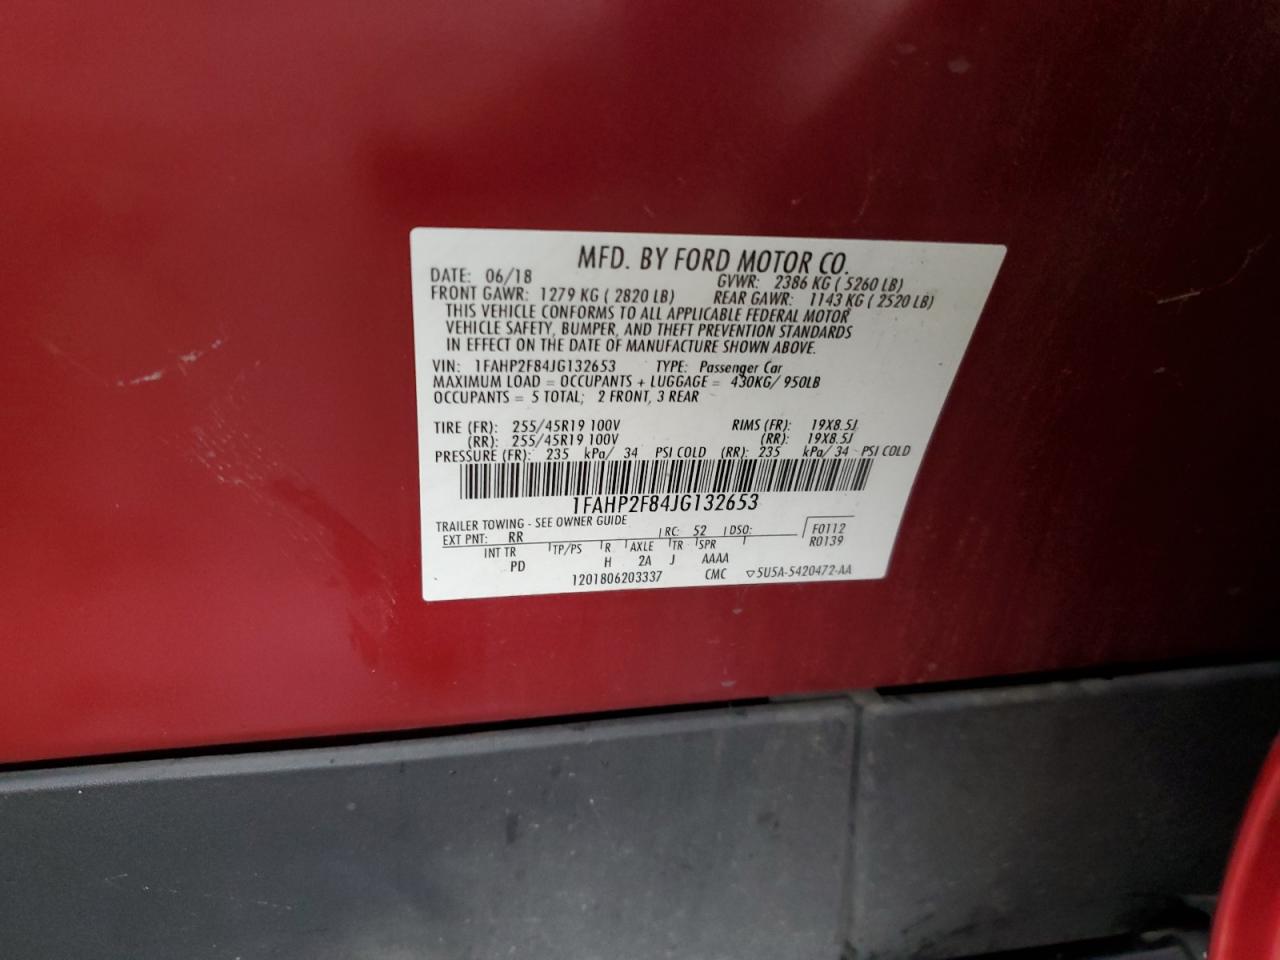 MFD. BY FORD MOTOR CO.
DATE: 06/18 GVWR: 2386 KG ( 5260 LB)
FRONT GAWR: 1279 KG ( 2820 LB) REAR GAWR: 1143 KG ( 2520 LB)
THIS VEHICLE CONFORMS TO ALL APPLICABLE FEDERAL MOTOR
VEHICLE SAFETY, BUMPER, AND THEFT PREVENTION STANDARDS
IN EFFECT ON THE DATE OF MANUFACTURE SHOWN ABOVE.
VIN: 1FAHP2F84JG132653 TYPE: Passenger Car
MAXIMUM LOAD = OCCUPANTS + LUGGAGE = 430KG/ 950LB
OCCUPANTS = 5 TOTAL; 2 FRONT, 3 REAR
TIRE (FR): 255/45R19 100V RIMS (FR): 19X8.5J
(RR): 255/45R19 100V (RR): 19X8.5J
PRESSURE (FR): 235 kPa/ 34 PSI COLD (RR): 235 kPa/ 34 PSI COLD
1FAHP2F84JG132653
TRAILER TOWING - SEE OWNER GUIDE
EXT PNT: RR RC: 52 DSO: F0112
R0139
INT TR TP/PS R AXLE TR SPR
PD H 2A J AAAA
1201806203337 CMC ▽5U5A-5420472-AA